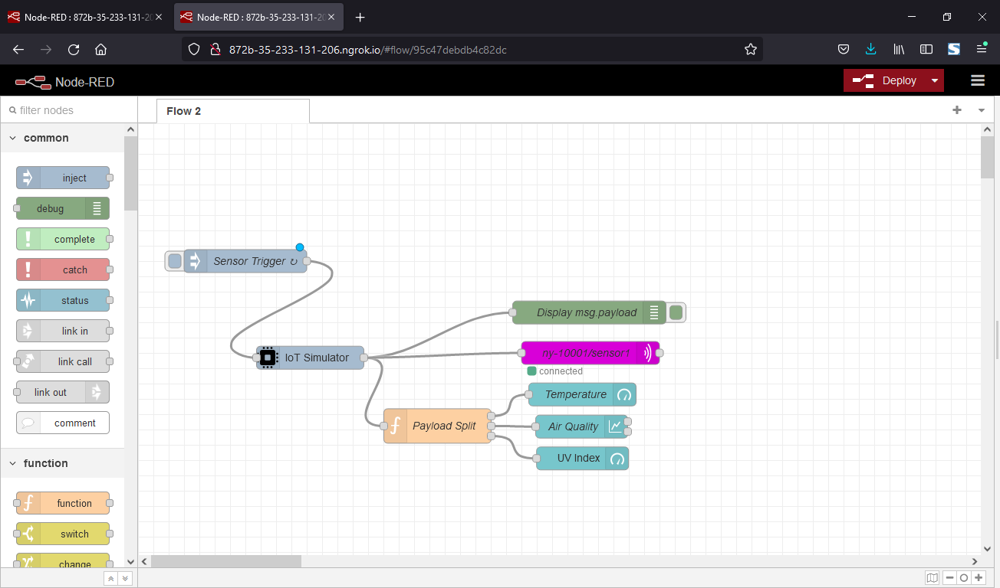 Node-RED : 872b-35-233-131-20
Node-RED : 872b-35-233-131-20
872b-35-233-131-206.ngrok.io/#flow/95c47debdb4c82dc
Node-RED
Deploy
filter nodes
Flow 2
common
inject
debug
complete
catch
status
link in
link call
link out
comment
function
function
switch
change
Sensor Trigger ↻
IoT Simulator
Display msg.payload
ny-10001/sensor1
connected
Payload Split
Temperature
Air Quality
UV Index